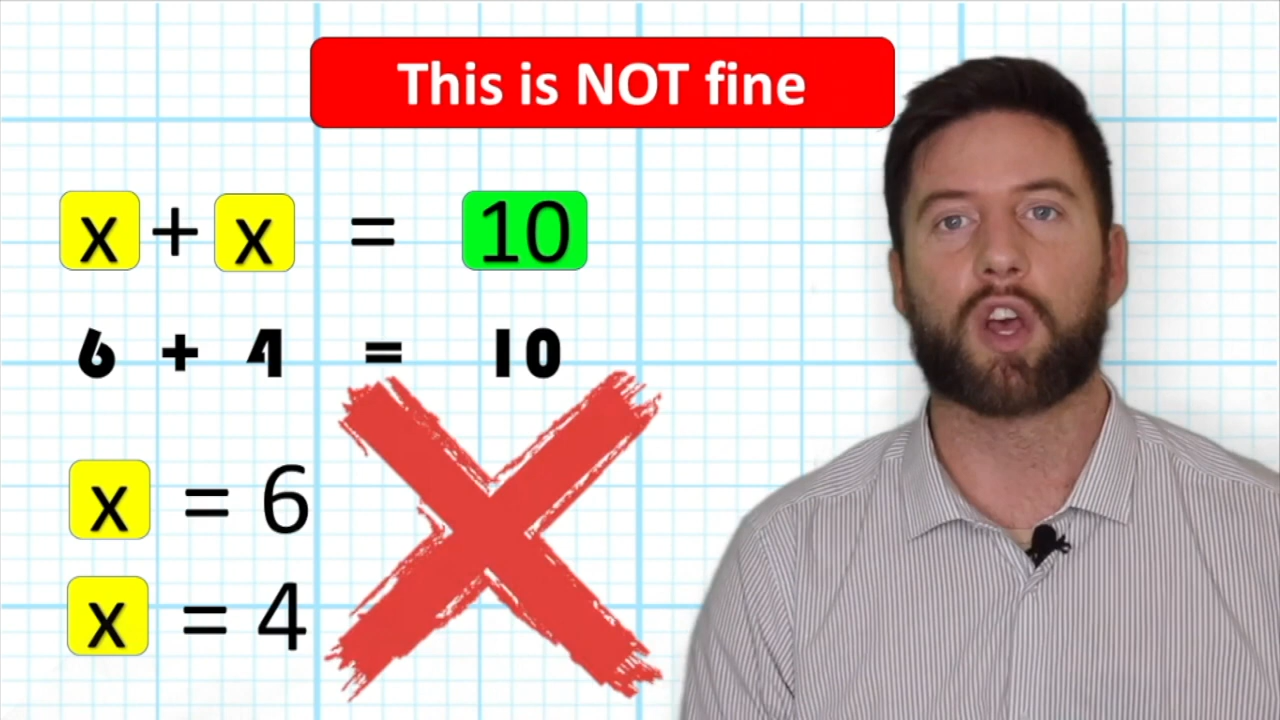 This is NOT fine
x + x = 10
6 + 4 = 10
x = 6
x = 4